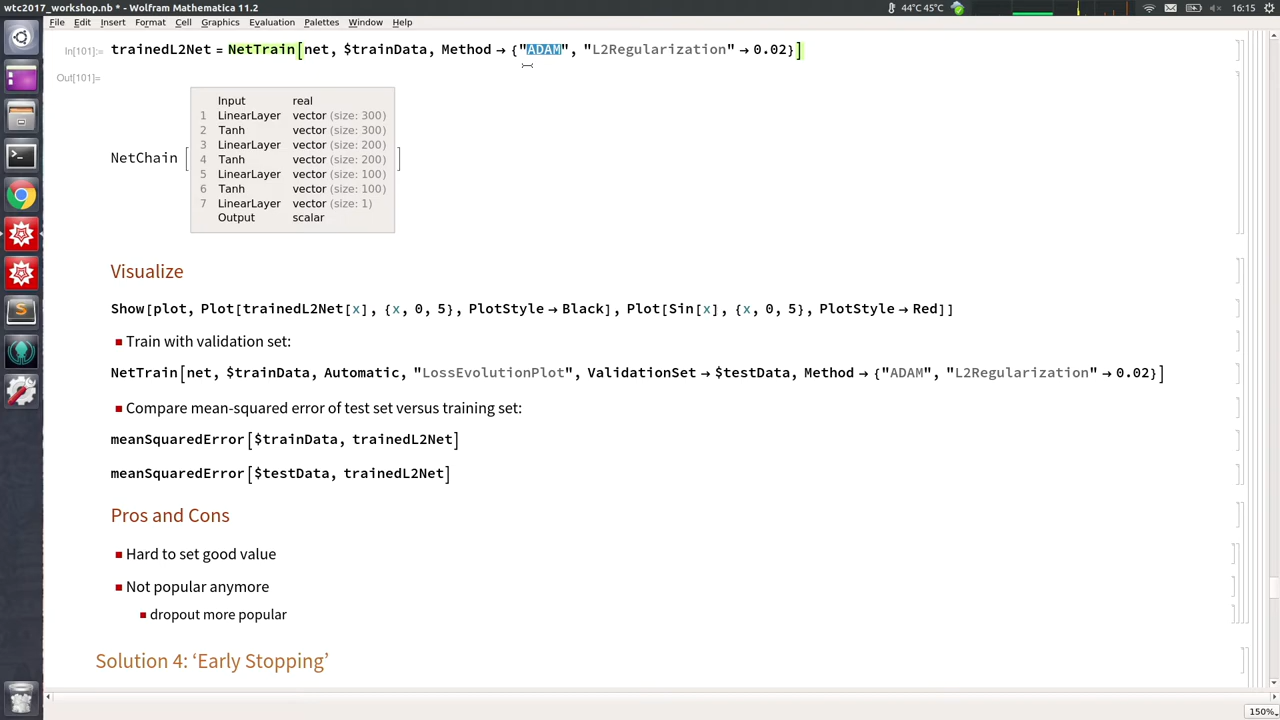 wtc2017_workshop.nb * - Wolfram Mathematica 11.2
44°C 45°C
16:15
File Edit Insert Format Cell Graphics Evaluation Palettes Window Help
In[101]:= trainedL2Net = NetTrain[net, $trainData, Method → {"ADAM", "L2Regularization" → 0.02}]
Out[101]=
NetChain [
Input real
1 LinearLayer vector (size: 300)
2 Tanh vector (size: 300)
3 LinearLayer vector (size: 200)
4 Tanh vector (size: 200)
5 LinearLayer vector (size: 100)
6 Tanh vector (size: 100)
7 LinearLayer vector (size: 1)
Output scalar
]
Visualize
Show[plot, Plot[trainedL2Net[x], {x, 0, 5}, PlotStyle → Black], Plot[Sin[x], {x, 0, 5}, PlotStyle → Red]]
■ Train with validation set:
NetTrain[net, $trainData, Automatic, "LossEvolutionPlot", ValidationSet → $testData, Method → {"ADAM", "L2Regularization" → 0.02}]
■ Compare mean-squared error of test set versus training set:
meanSquaredError[$trainData, trainedL2Net]
meanSquaredError[$testData, trainedL2Net]
Pros and Cons
■ Hard to set good value
■ Not popular anymore
■ dropout more popular
Solution 4: ‘Early Stopping’
150%